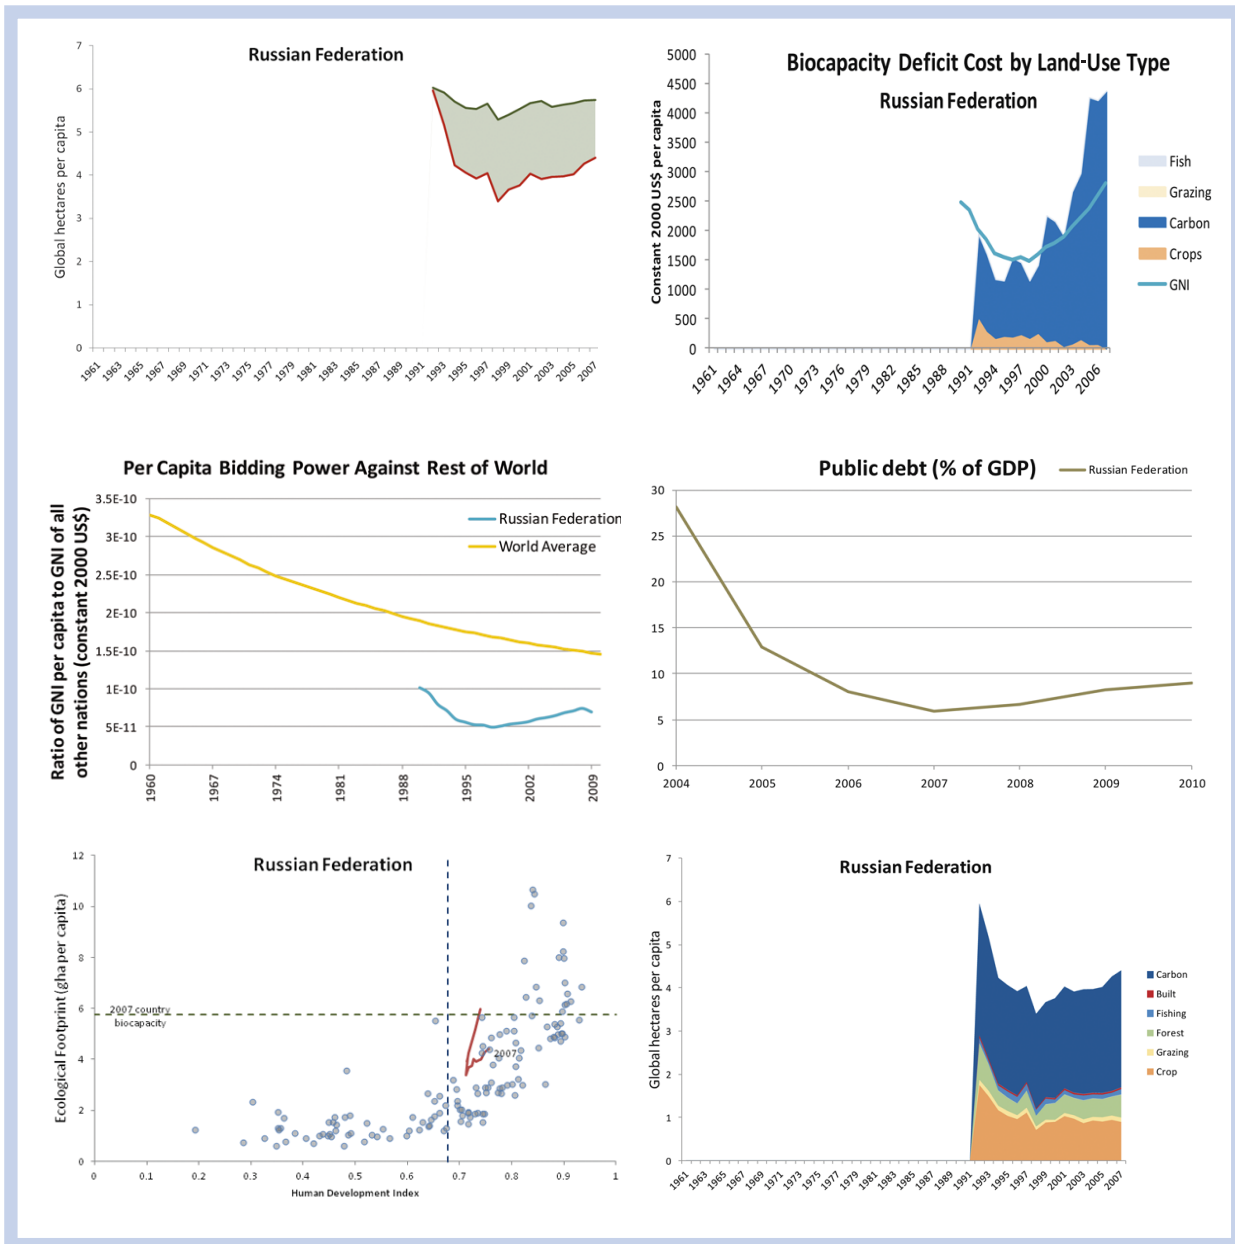 Russian Federation
Global hectares per capita
7
6
5
4
3
2
1
0
1961 1963 1965 1967 1969 1971 1973 1975 1977 1979 1981 1983 1985 1987 1989 1991 1993 1995 1997 1999 2001 2003 2005 2007
Biocapacity Deficit Cost by Land-Use Type
Russian Federation
Constant 2000 US$ per capita
5000
4500
4000
3500
3000
2500
2000
1500
1000
500
0
1961 1964 1967 1970 1973 1976 1979 1982 1985 1988 1991 1994 1997 2000 2003 2006
Fish
Grazing
Carbon
Crops
GNI
Per Capita Bidding Power Against Rest of World
Ratio of GNI per capita to GNI of all
other nations (constant 2000 US$)
3.5E-10
3E-10
2.5E-10
2E-10
1.5E-10
1E-10
5E-11
0
1960 1967 1974 1981 1988 1995 2002 2009
Russian Federation
World Average
Public debt (% of GDP)
Russian Federation
30
25
20
15
10
5
0
2004 2005 2006 2007 2008 2009 2010
Russian Federation
Ecological Footprint (gha per capita)
12
10
8
6
4
2
0
2007 country
biocapacity
2007
0 0.1 0.2 0.3 0.4 0.5 0.6 0.7 0.8 0.9 1
Human Development Index
Russian Federation
Global hectares per capita
7
6
5
4
3
2
1
0
1961 1963 1965 1967 1969 1971 1973 1975 1977 1979 1981 1983 1985 1987 1989 1991 1993 1995 1997 1999 2001 2003 2005 2007
Carbon
Built
Fishing
Forest
Grazing
Crop